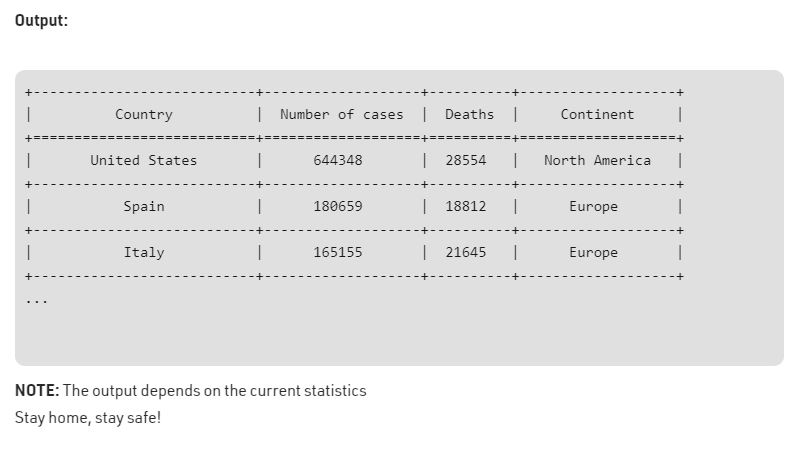 Output:
+---------------------------+-------------------+----------+-------------------+
| Country | Number of cases | Deaths | Continent |
+===========================+===================+==========+===================+
| United States | 644348 | 28554 | North America |
+---------------------------+-------------------+----------+-------------------+
| Spain | 180659 | 18812 | Europe |
+---------------------------+-------------------+----------+-------------------+
| Italy | 165155 | 21645 | Europe |
+---------------------------+-------------------+----------+-------------------+
...
NOTE: The output depends on the current statistics
Stay home, stay safe!